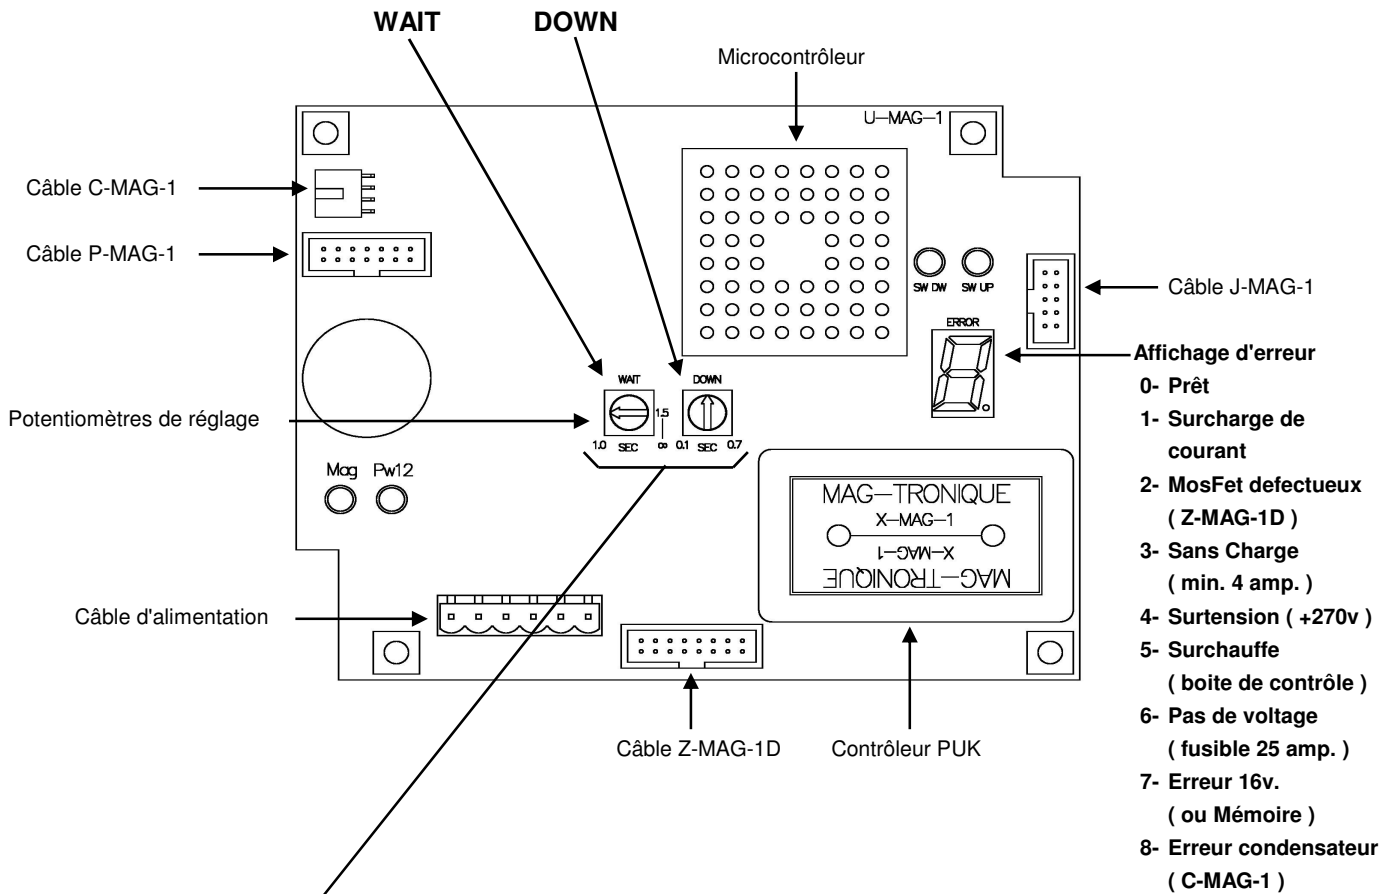 WAIT
DOWN
Microcontrôleur
U-MAG-1
Câble C-MAG-1
Câble P-MAG-1
SW DW
SW UP
Câble J-MAG-1
ERROR
Affichage d'erreur
0- Prêt
1- Surcharge de
courant
2- MosFet defectueux
( Z-MAG-1D )
3- Sans Charge
( min. 4 amp. )
4- Surtension ( +270v )
5- Surchauffe
( boite de contrôle )
6- Pas de voltage
( fusible 25 amp. )
7- Erreur 16v.
( ou Mémoire )
8- Erreur condensateur
( C-MAG-1 )
WAIT
DOWN
Potentiomètres de réglage
1.5
1.0 SEC ∞ 0.1 SEC 0.7
Mag Pw12
MAG-TRONIQUE
X-MAG-1
X-MAG-1
MAG-TRONIQUE
Câble d'alimentation
Câble Z-MAG-1D
Contrôleur PUK